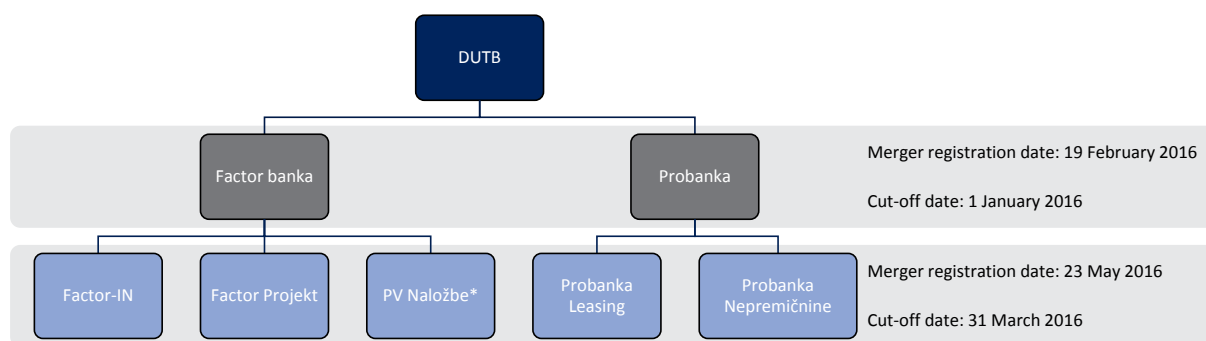 DUTB
Factor banka
Probanka
Merger registration date: 19 February 2016
Cut-off date: 1 January 2016
Factor-IN
Factor Projekt
PV Naložbe*
Probanka
Leasing
Probanka
Nepremičnine
Merger registration date: 23 May 2016
Cut-off date: 31 March 2016